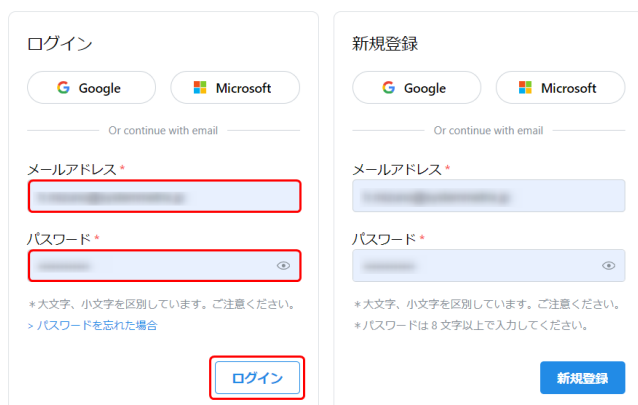 ログイン
Google
Microsoft
Or continue with email
メールアドレス *
パスワード *
*大文字、小文字を区別しています。ご注意ください。
> パスワードを忘れた場合
ログイン
新規登録
Google
Microsoft
Or continue with email
メールアドレス *
パスワード *
*大文字、小文字を区別しています。ご注意ください。
*パスワードは 8 文字以上で入力してください。
新規登録